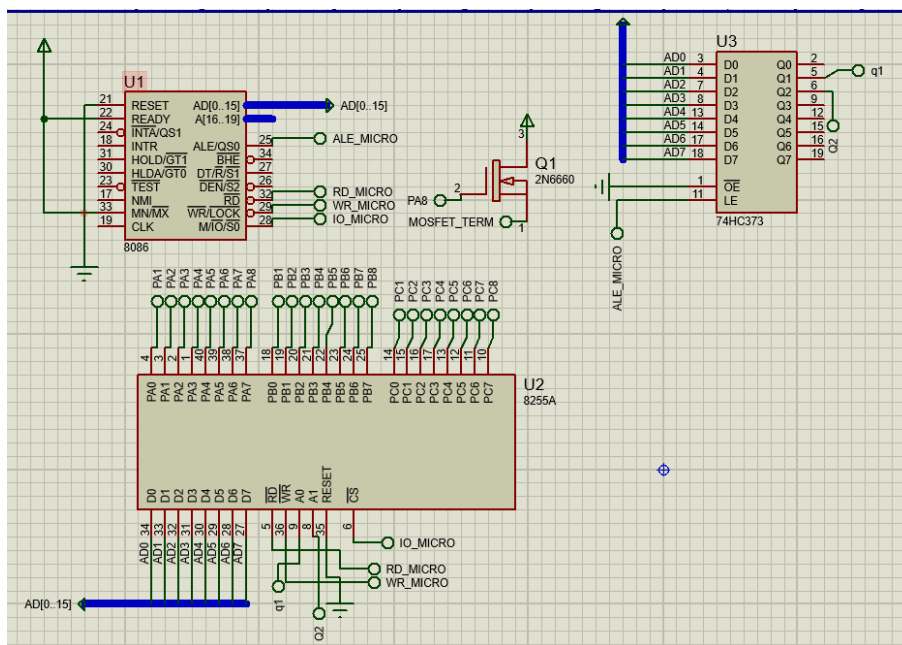 U1
21 RESET
22 READY
24 INTA/QS1
18 INTR
31 HOLD/GT1
30 HLDA/GT0
23 TEST
17 NMI
33 MN/MX
19 CLK
AD[0..15]
A[16..19]
ALE/QS0 25
BHE 34
DT/R/S1 27
DEN/S2 26
RD 32
WR/LOCK 29
M/IO/S0 28
8086
AD[0..15]
ALE_MICRO
RD_MICRO
WR_MICRO
IO_MICRO
3
Q1
2N6660
PA8 2
MOSFET_TERM 1
U3
AD0 3 D0 Q0 2
AD1 4 D1 Q1 5 q1
AD2 7 D2 Q2 6
AD3 8 D3 Q3 9
AD4 13 D4 Q4 12
AD5 14 D5 Q5 15
AD6 17 D6 Q6 16
AD7 18 D7 Q7 19
Q2
1 OE
11 LE
74HC373
ALE_MICRO
PA1 PA2 PA3 PA4 PA5 PA6 PA7 PA8
PB1 PB2 PB3 PB4 PB5 PB6 PB7 PB8
PC1 PC2 PC3 PC4 PC5 PC6 PC7 PC8
4 3 2 1 40 39 38 37
18 19 20 21 22 23 24 25
14 15 16 17 13 12 11 10
PA0 PA1 PA2 PA3 PA4 PA5 PA6 PA7
PB0 PB1 PB2 PB3 PB4 PB5 PB6 PB7
PC0 PC1 PC2 PC3 PC4 PC5 PC6 PC7
U2
8255A
D0 D1 D2 D3 D4 D5 D6 D7
RD WR A0 A1 RESET CS
34 33 32 31 30 29 28 27
5 36 9 8 35 6
AD0 AD1 AD2 AD3 AD4 AD5 AD6 AD7
IO_MICRO
RD_MICRO
WR_MICRO
q1
Q2
AD[0..15]